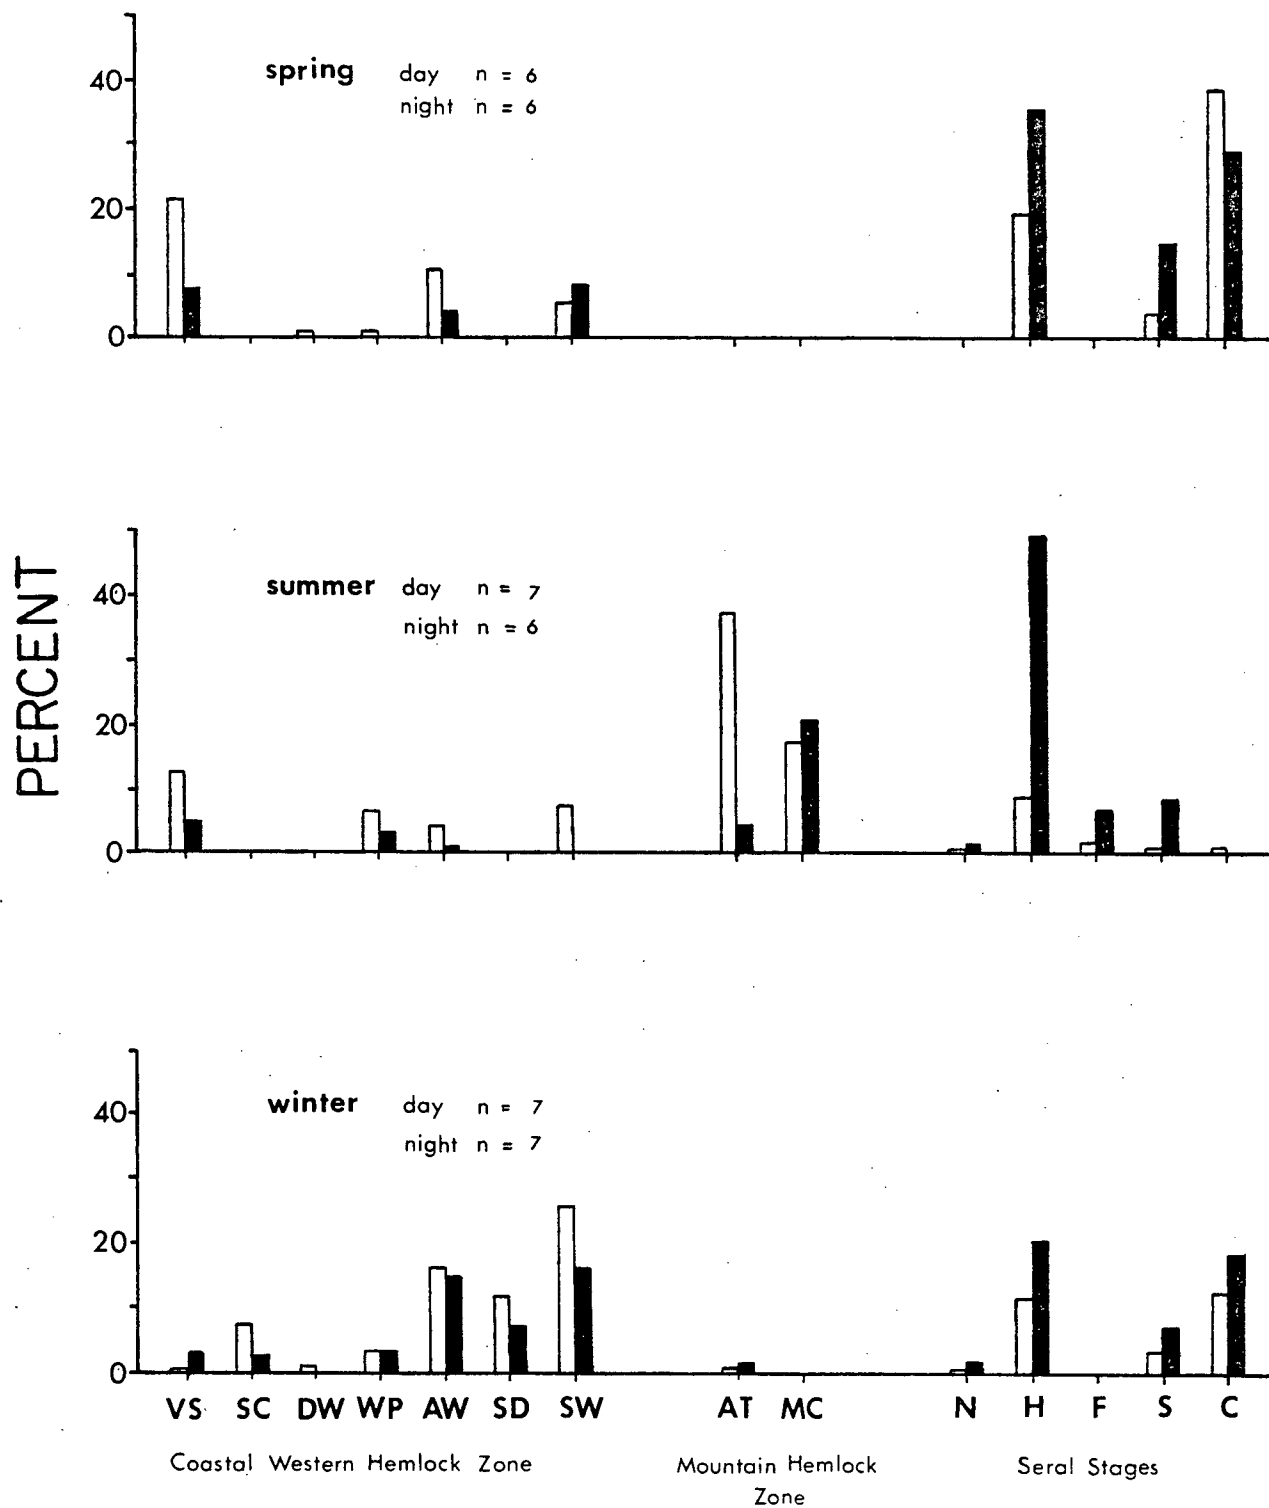 40
spring day n = 6
night n = 6
20
0
PERCENT
40
summer day n = 7
night n = 6
20
0
40
winter day n = 7
night n = 7
20
0
VS SC DW WP AW SD SW AT MC N H F S C
Coastal Western Hemlock Zone Mountain Hemlock Seral Stages
Zone